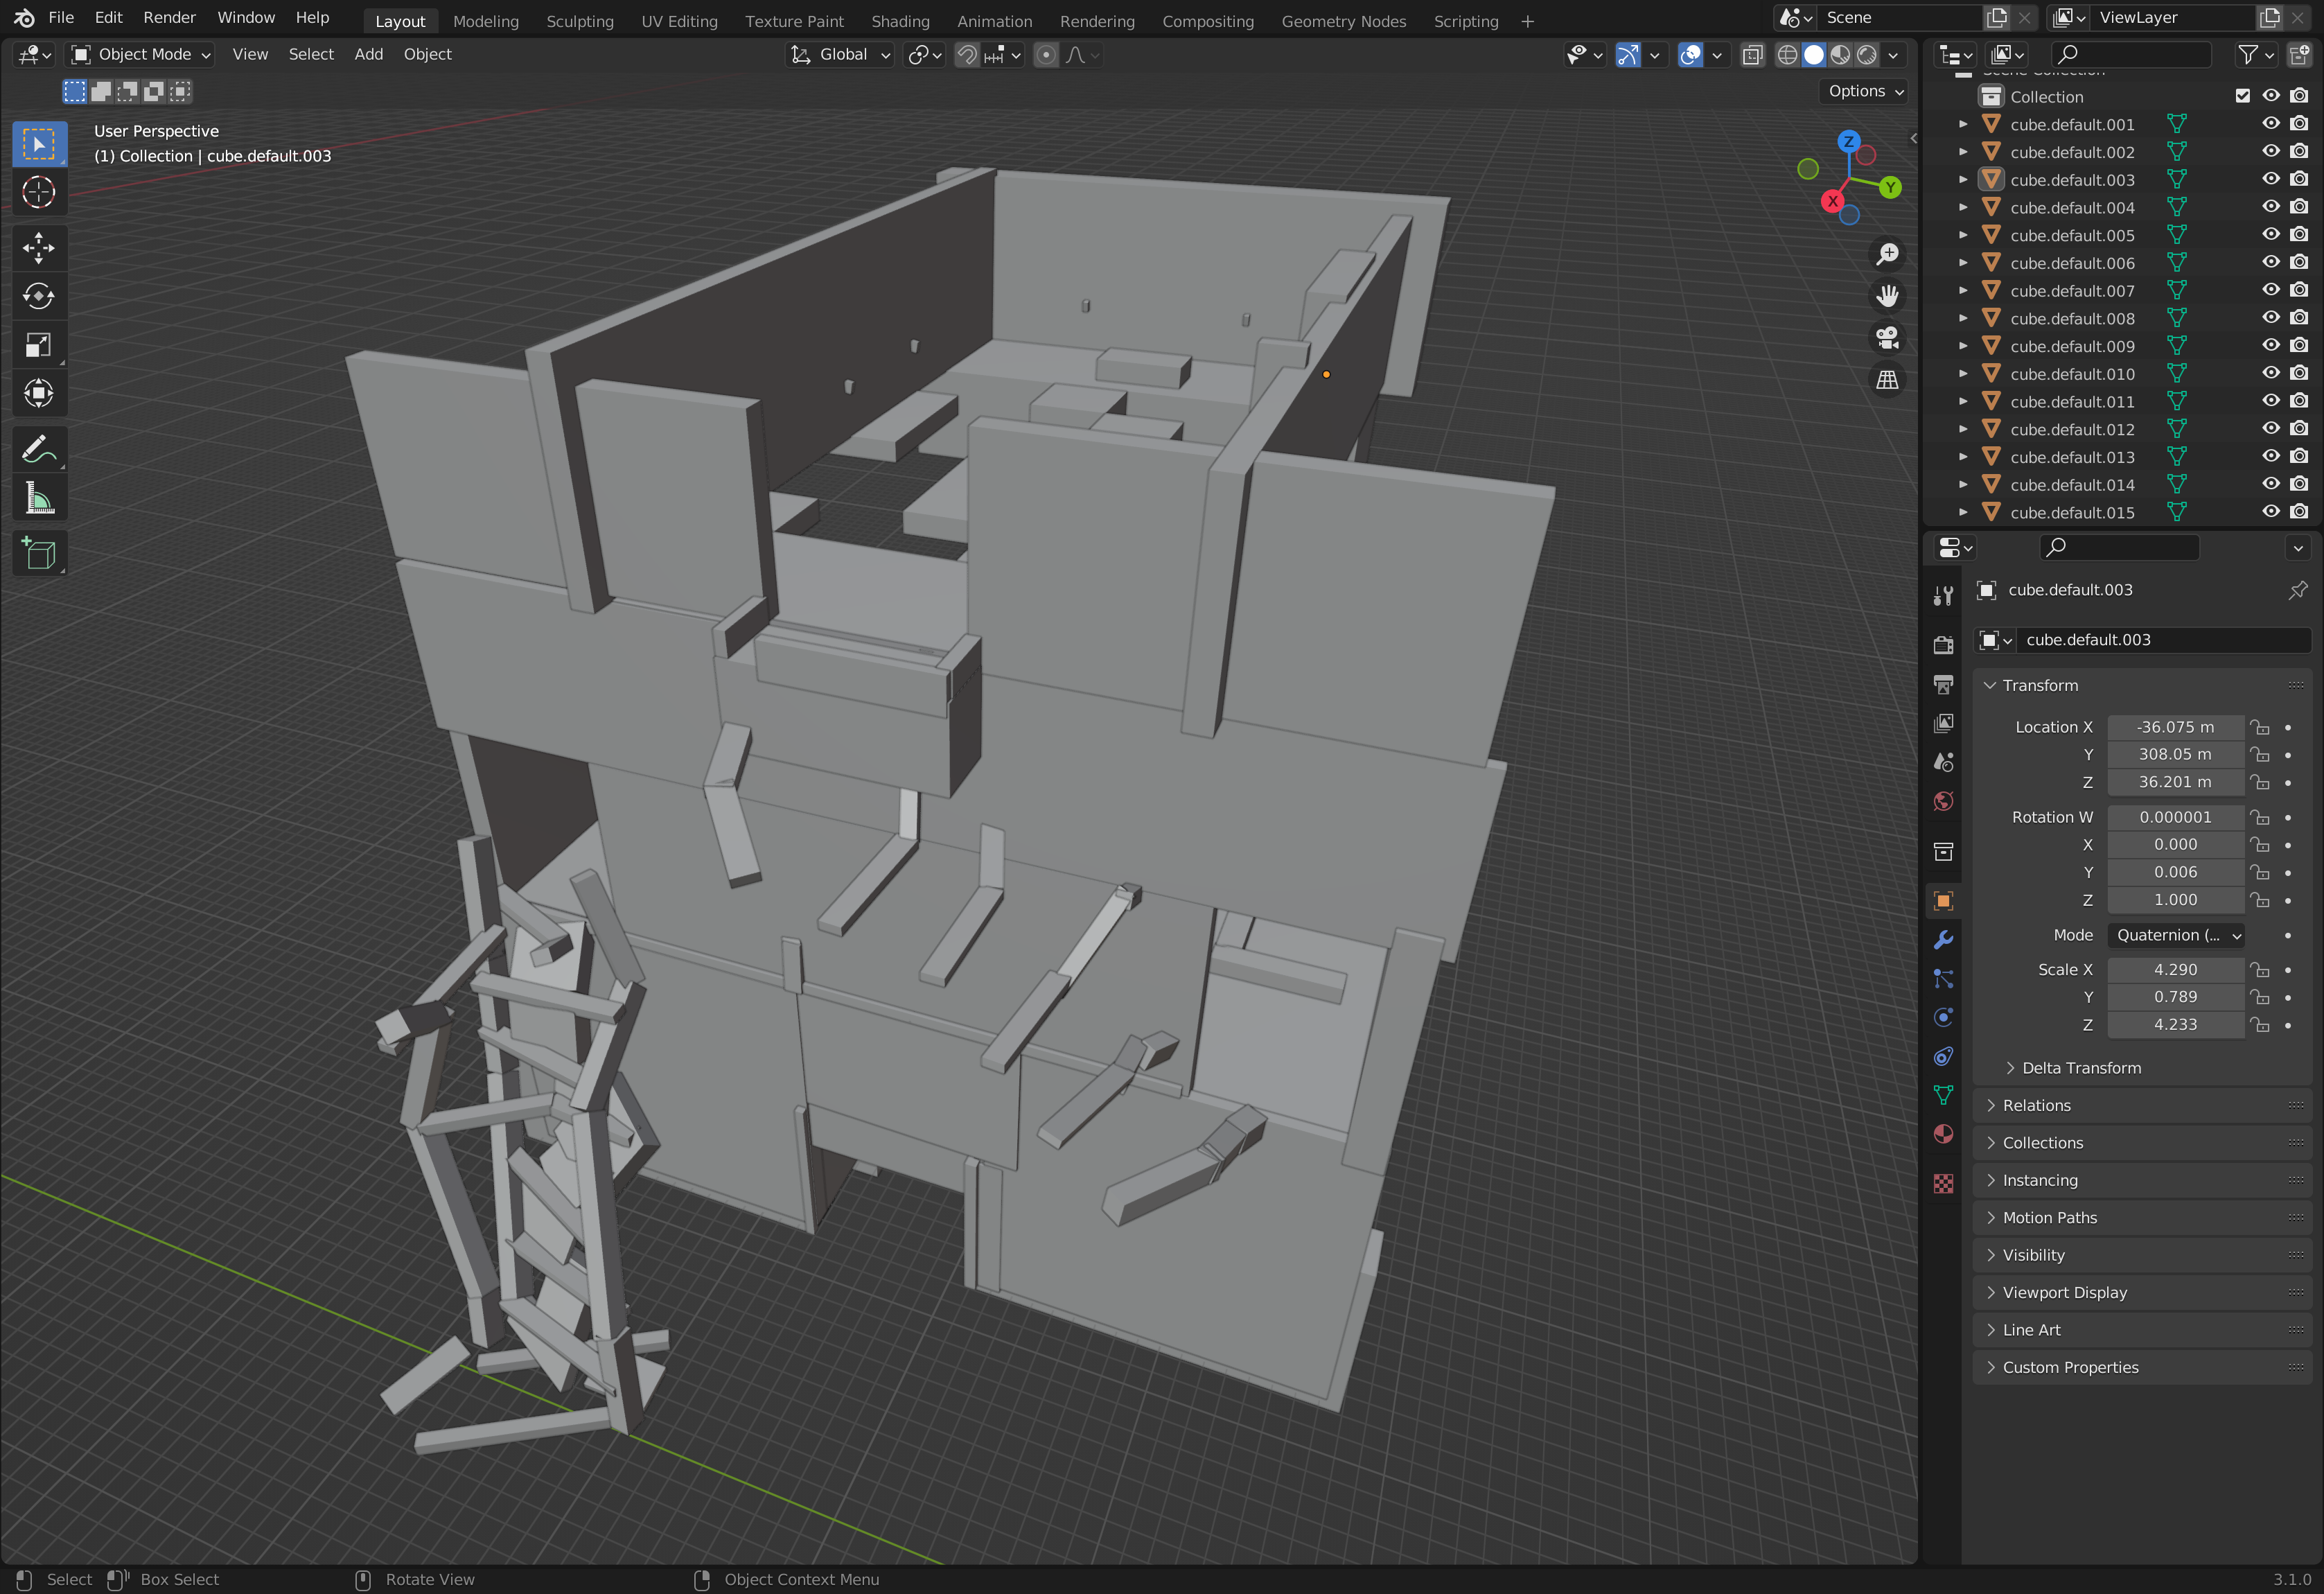 File Edit Render Window Help Layout Modeling Sculpting UV Editing Texture Paint Shading Animation Rendering Compositing Geometry Nodes Scripting + Scene ViewLayer
Object Mode View Select Add Object Global
Options
User Perspective
(1) Collection | cube.default.003
Z
Y
X
Scene Collection
Collection
cube.default.001
cube.default.002
cube.default.003
cube.default.004
cube.default.005
cube.default.006
cube.default.007
cube.default.008
cube.default.009
cube.default.010
cube.default.011
cube.default.012
cube.default.013
cube.default.014
cube.default.015
cube.default.003
cube.default.003
Transform
Location X -36.075 m
Y 308.05 m
Z 36.201 m
Rotation W 0.000001
X 0.000
Y 0.006
Z 1.000
Mode Quaternion (...
Scale X 4.290
Y 0.789
Z 4.233
Delta Transform
Relations
Collections
Instancing
Motion Paths
Visibility
Viewport Display
Line Art
Custom Properties
Select Box Select Rotate View Object Context Menu 3.1.0